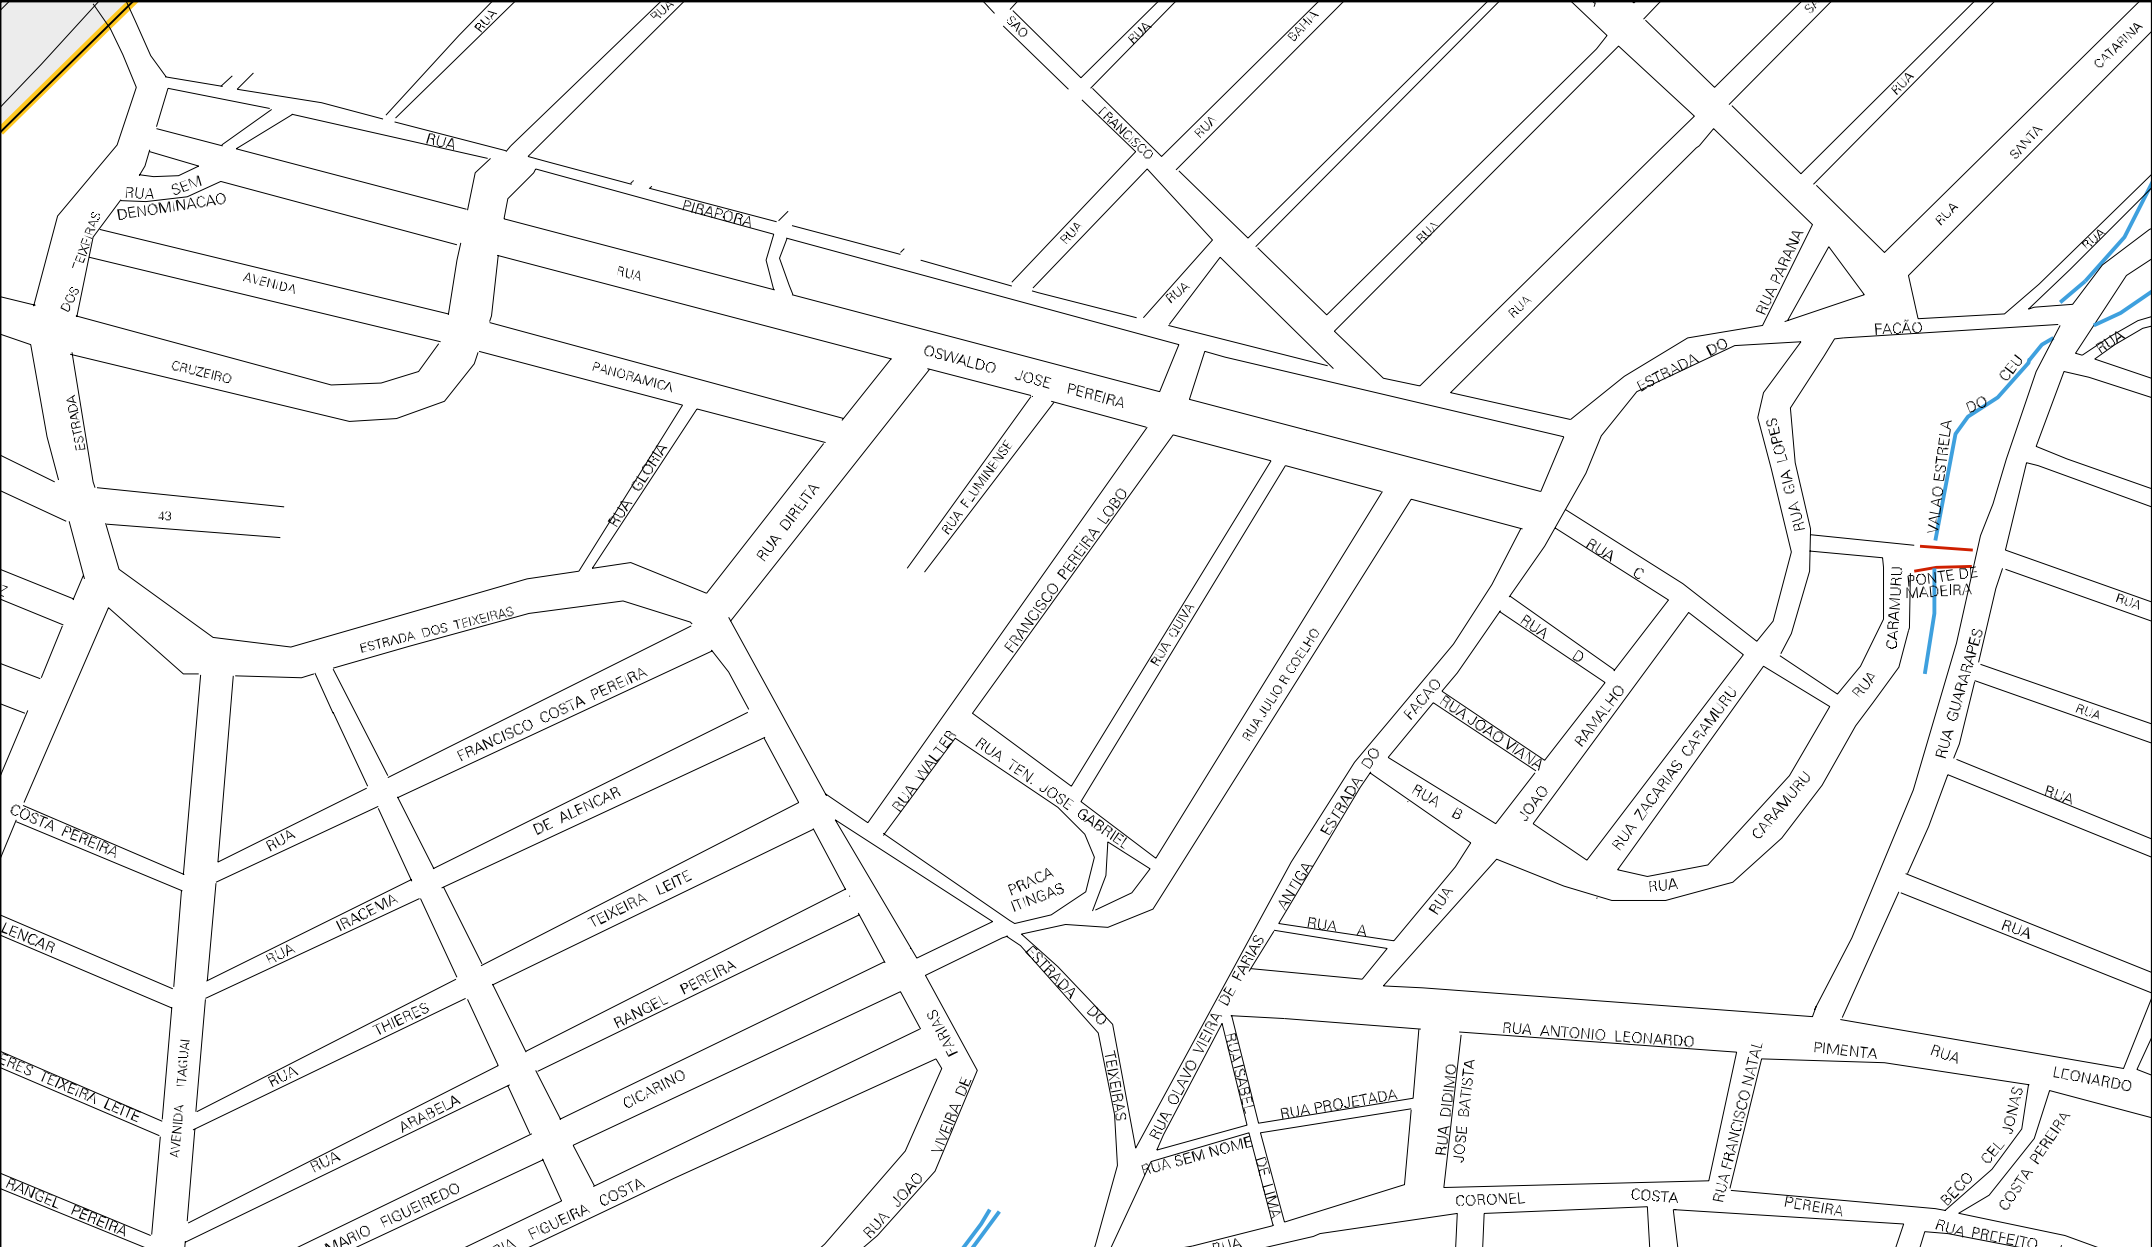 RUA
RUA
SAO
RUA
BAHIA
CATARINA
RUA
RUA
FRANCISCO
RUA
SANTA
RUA SEM
DENOMINACAO
PIRAPORA
RUA
RUA
RUA
RUA
DOS TEIXEIRAS
AVENIDA
RUA
RUA
RUA
RUA PARANA
FACÃO
ESTRADA DO
RUA
CRUZEIRO
PANORAMICA
OSWALDO JOSE PEREIRA
VALAO ESTRELA DO CEU
ESTRADA
RUA GLORIA
RUA DIREITA
RUA FLUMINENSE
RUA GIA LOPES
43
RUA C
PONTE DE
MADEIRA
RUA
ESTRADA DOS TEIXEIRAS
FRANCISCO PEREIRA LOBO
RUA QUIVA
RUA JULIO R COELHO
RUA D
CARAMURU
RUA
RUA GUARARAPES
FRANCISCO COSTA PEREIRA
FACAO
RUA JOAO VIANA
RAMALHO
JOAO
RUA ZACARIAS CARAMURU
RUA
RUA WALTER
RUA TEN. JOSE GABRIEL
ESTRADA DO
ANTIGA
RUA B
CARAMURU
RUA
RUA
COSTA PEREIRA
RUA
DE ALENCAR
PRACA
ITINGAS
RUA
RUA A
RUA
LENCAR
RUA IRACEMA
TEIXEIRA LEITE
ESTRADA DO
TEIXEIRAS
RUA OLAVO VIEIRA DE FARIAS
RUA THIERES
RANGEL PEREIRA
FARIAS
RUA ISABEL
DE LIMA
RUA ANTONIO LEONARDO
PIMENTA
RUA
LEONARDO
ERES TEIXEIRA LEITE
AVENIDA ITAGUAI
RUA ARABELA
CICARINO
RUA JOAO VIVEIRA DE
RUA PROJETADA
RUA SEM NOME
RUA DIDIMO
JOSE BATISTA
RUA FRANCISCO NATAL
BECO CEL JONAS
COSTA PEREIRA
RANGEL PEREIRA
MARIO FIGUEIREDO
FIGUEIRA COSTA
RUA
CORONEL COSTA PEREIRA
RUA PREFEITO